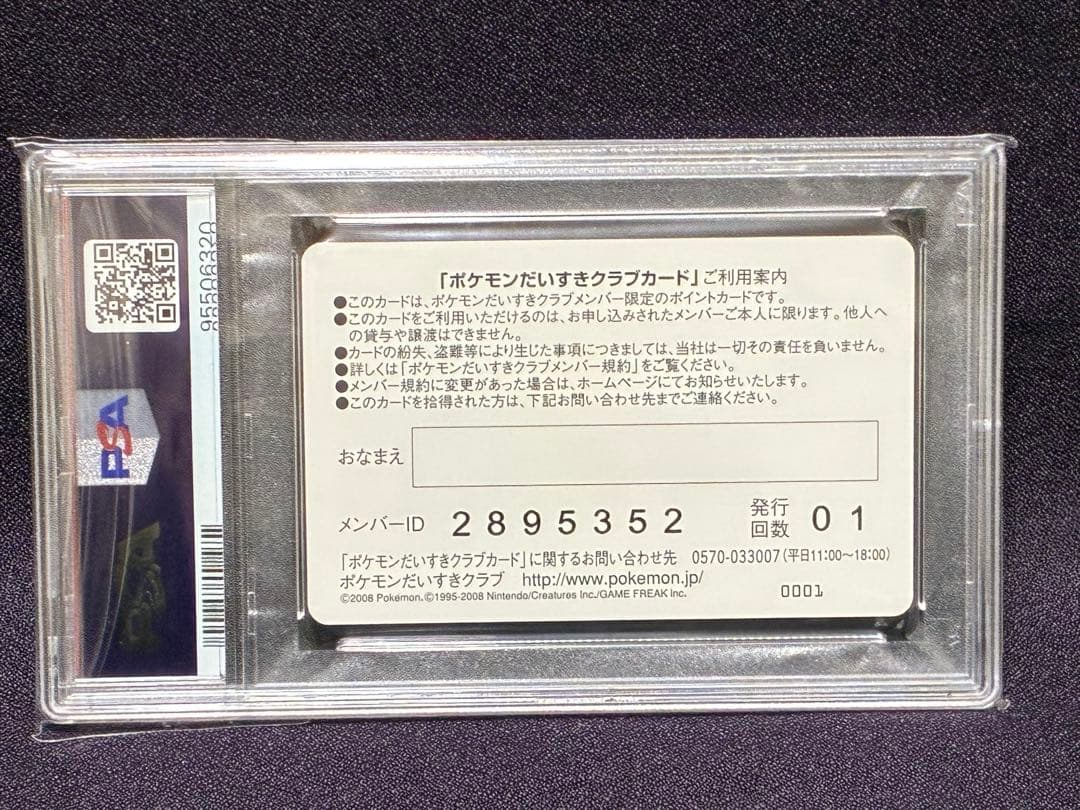 「ポケモンだいすきクラブカード」ご利用案内
●このカードは、ポケモンだいすきクラブメンバー限定のポイントカードです。
●このカードをご利用いただけるのは、お申し込みされたメンバーご本人に限ります。他人へ
の貸与や譲渡はできません。
●カードの紛失、盗難等により生じた事項につきましては、当社は一切その責任を負いません。
●詳しくは「ポケモンだいすきクラブメンバー規約」をご覧ください。
●メンバー規約に変更があった場合は、ホームページにてお知らせいたします。
●このカードを拾得された方は、下記お問い合わせ先までご連絡ください。
おなまえ
メンバーID 2895352 発行回数 01
「ポケモンだいすきクラブカード」に関するお問い合わせ先 0570-033007(平日11:00~18:00)
ポケモンだいすきクラブ http://www.pokemon.jp/
©2008 Pokémon.©1995-2008 Nintendo/Creatures Inc./GAME FREAK Inc.
0001
95506320
PSA